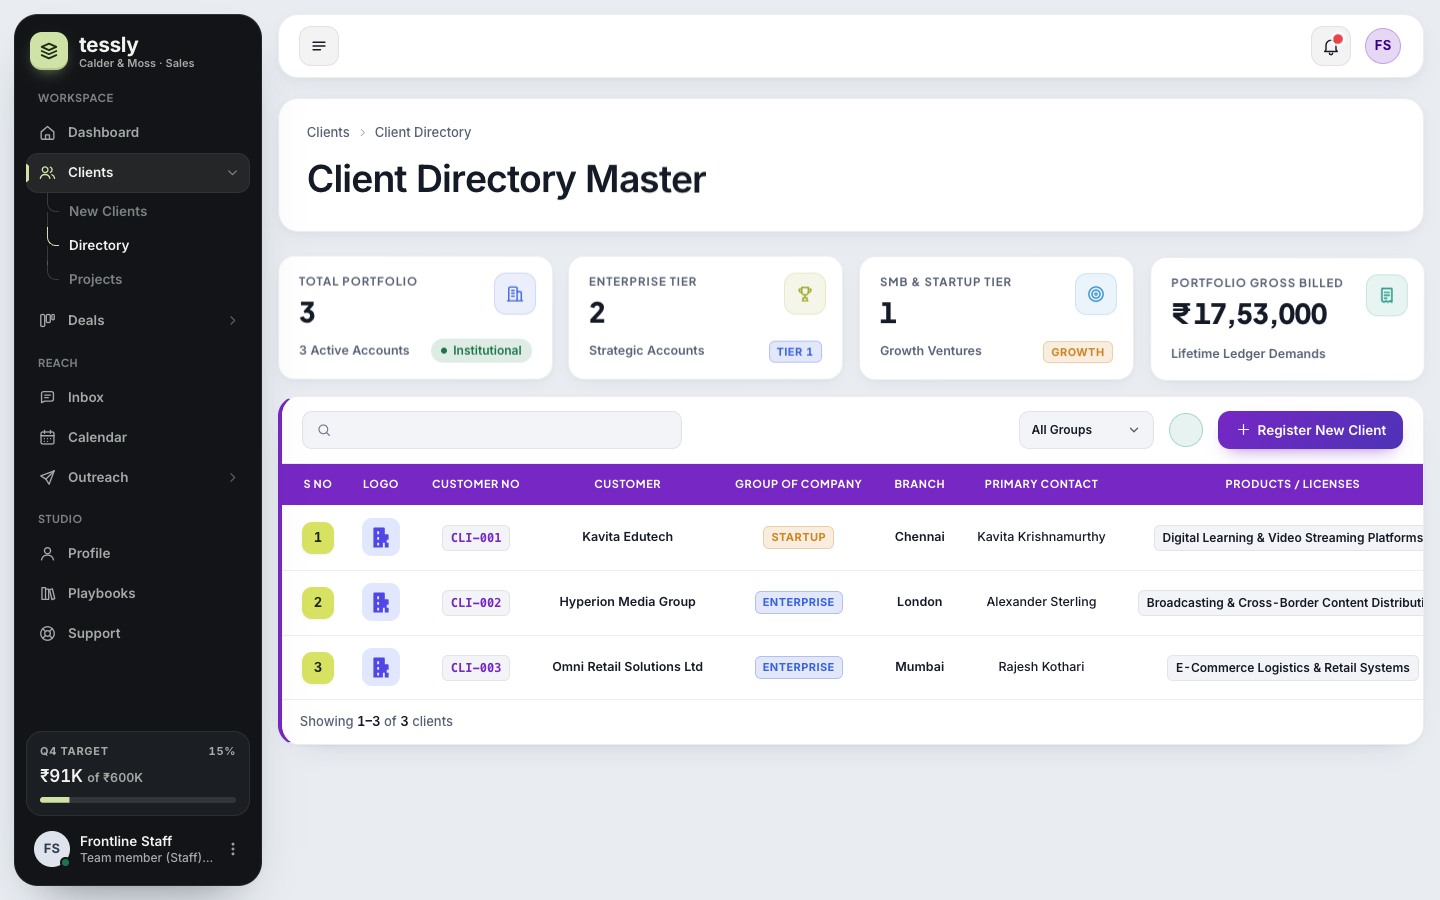 tessly
Calder & Moss · Sales
WORKSPACE
Dashboard
Clients
New Clients
Directory
Projects
Deals
REACH
Inbox
Calendar
Outreach
STUDIO
Profile
Playbooks
Support
Q4 TARGET 15%
₹91K of ₹600K
FS
Frontline Staff
Team member (Staff)...
FS
Clients > Client Directory
Client Directory Master
TOTAL PORTFOLIO
3
3 Active Accounts Institutional
ENTERPRISE TIER
2
Strategic Accounts TIER 1
SMB & STARTUP TIER
1
Growth Ventures GROWTH
PORTFOLIO GROSS BILLED
₹17,53,000
Lifetime Ledger Demands
All Groups
+ Register New Client
S NO LOGO CUSTOMER NO CUSTOMER GROUP OF COMPANY BRANCH PRIMARY CONTACT PRODUCTS / LICENSES
1 CLI-001 Kavita Edutech STARTUP Chennai Kavita Krishnamurthy Digital Learning & Video Streaming Platforms
2 CLI-002 Hyperion Media Group ENTERPRISE London Alexander Sterling Broadcasting & Cross-Border Content Distributi
3 CLI-003 Omni Retail Solutions Ltd ENTERPRISE Mumbai Rajesh Kothari E-Commerce Logistics & Retail Systems
Showing 1–3 of 3 clients